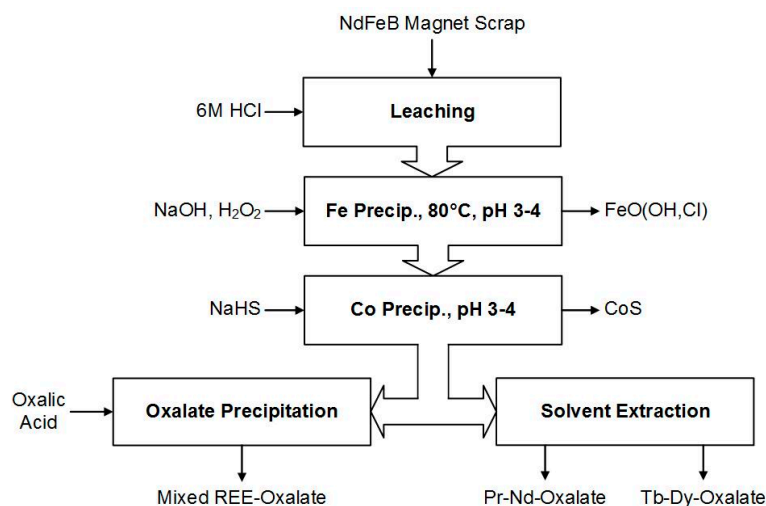 NdFeB Magnet Scrap
6M HCl
Leaching
NaOH, H₂O₂
Fe Precip., 80°C, pH 3-4
FeO(OH,Cl)
NaHS
Co Precip., pH 3-4
CoS
Oxalic
Acid
Oxalate Precipitation
Solvent Extraction
Mixed REE-Oxalate
Pr-Nd-Oxalate
Tb-Dy-Oxalate